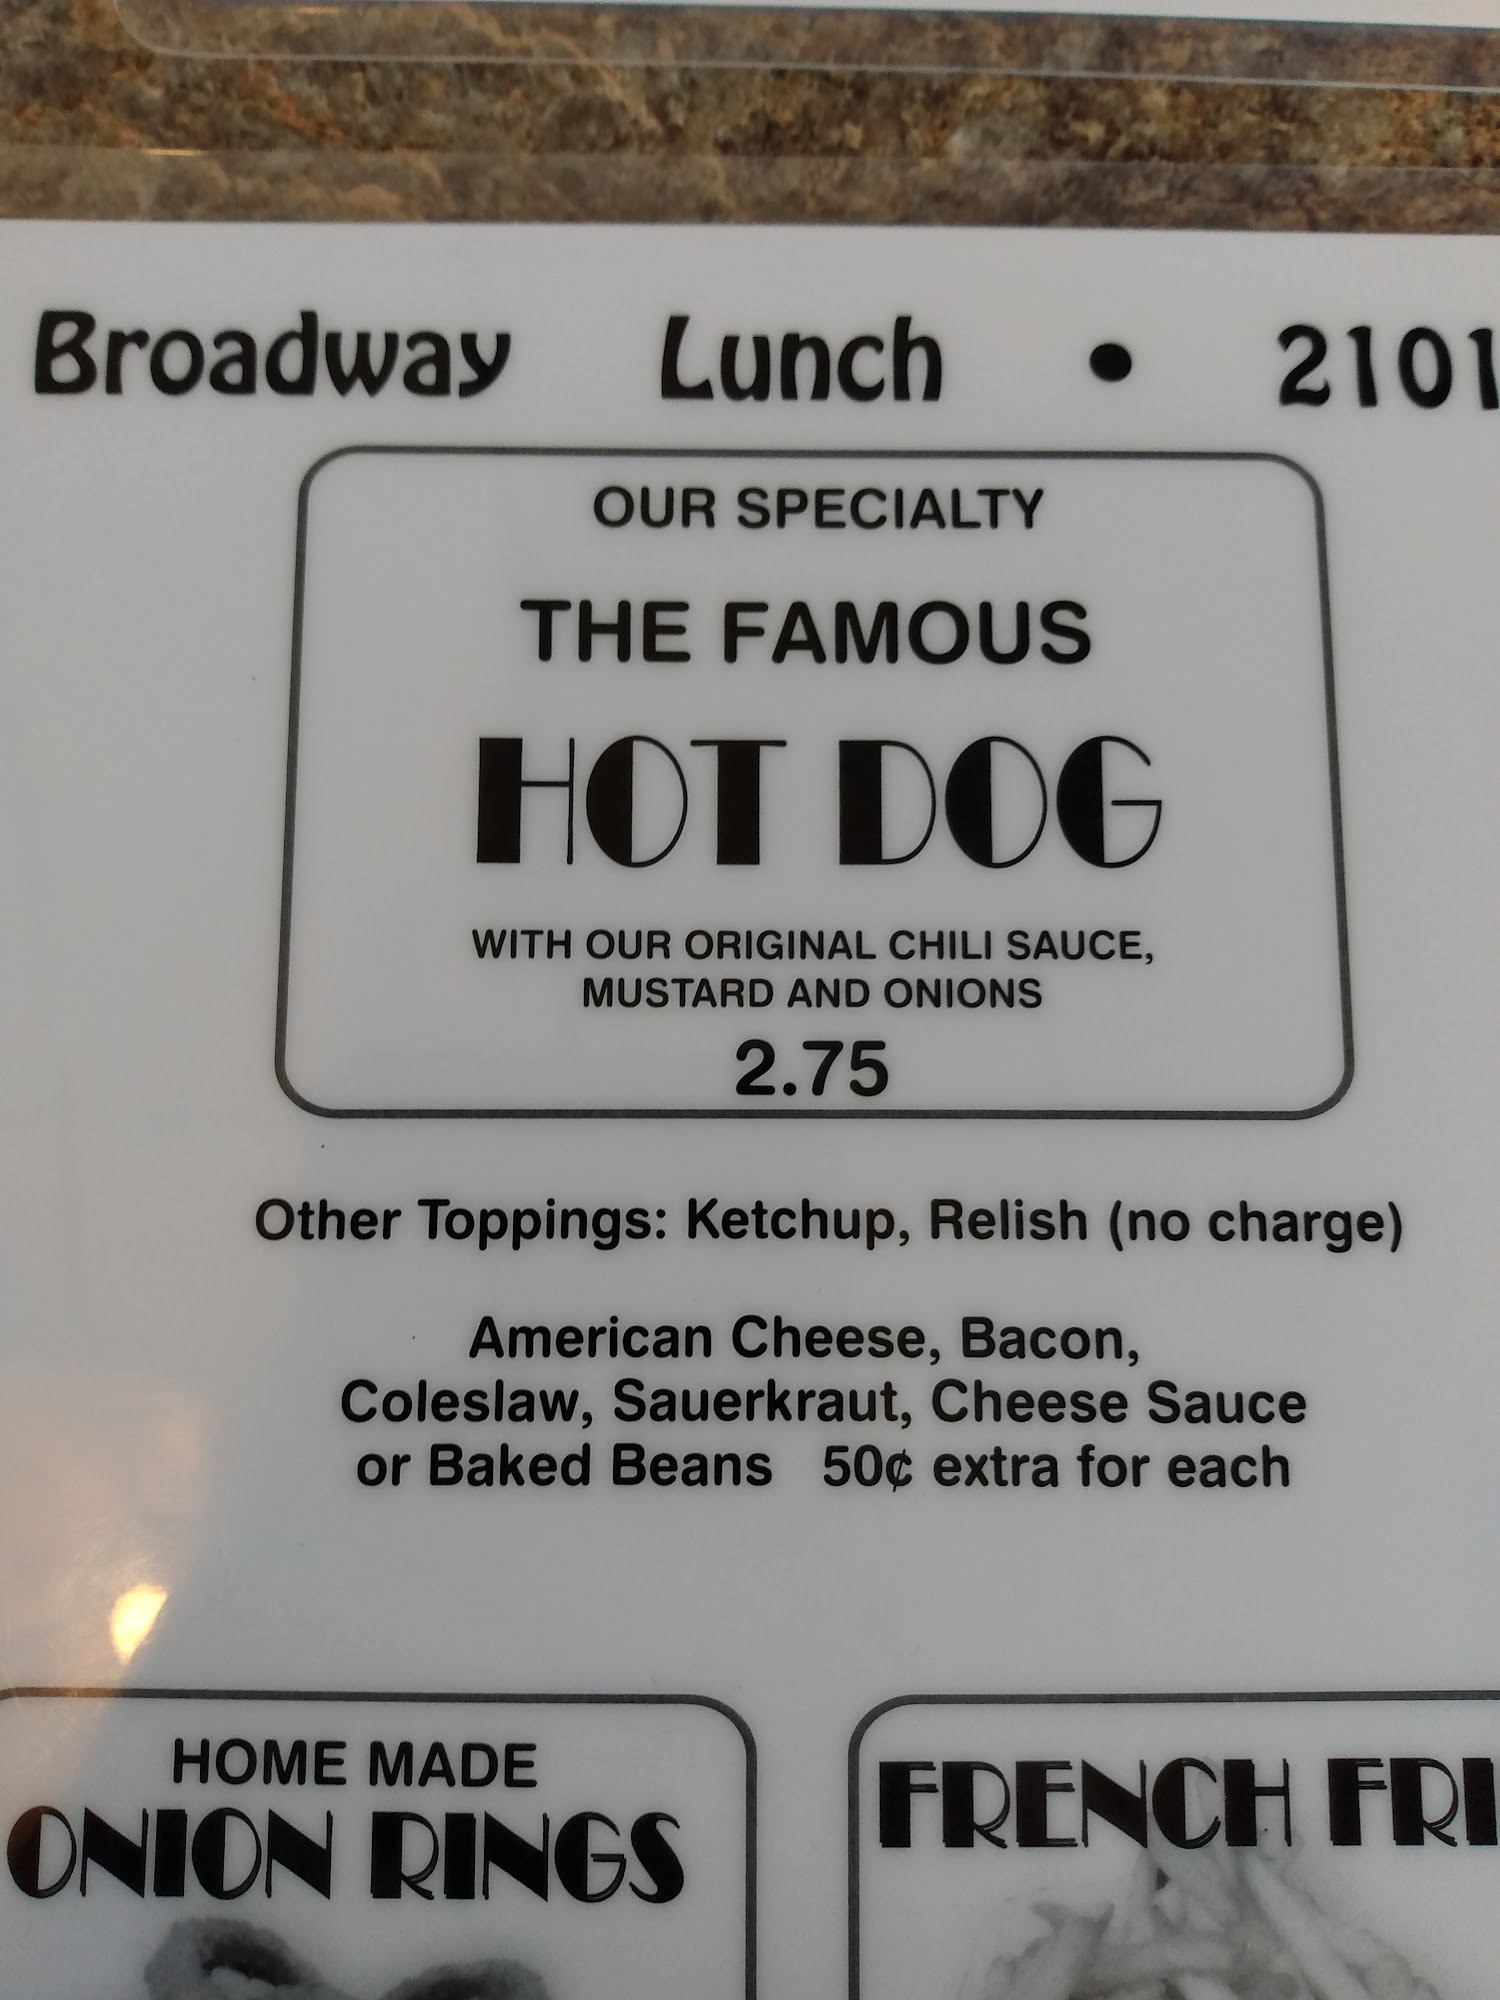 Broadway Lunch • 2101
OUR SPECIALTY
THE FAMOUS
HOT DOG
WITH OUR ORIGINAL CHILI SAUCE,
MUSTARD AND ONIONS
2.75
Other Toppings: Ketchup, Relish (no charge)
American Cheese, Bacon,
Coleslaw, Sauerkraut, Cheese Sauce
or Baked Beans 50¢ extra for each
HOME MADE
ONION RINGS
FRENCH FRI